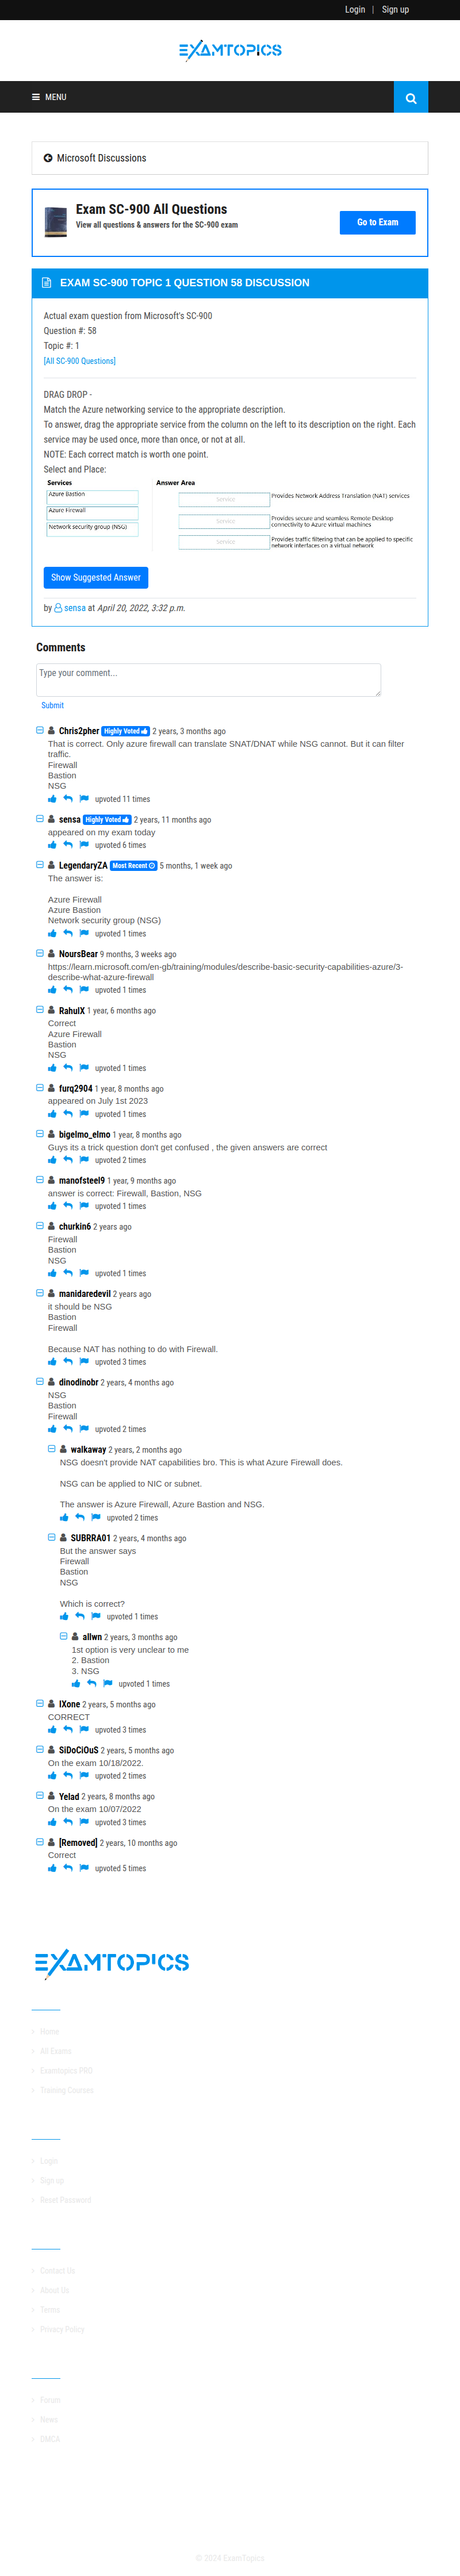 Login | Sign up
EXAMTOPICS
MENU
Microsoft Discussions
Exam SC-900 All Questions
View all questions & answers for the SC-900 exam
Go to Exam
EXAM SC-900 TOPIC 1 QUESTION 58 DISCUSSION
Actual exam question from Microsoft's SC-900
Question #: 58
Topic #: 1
[All SC-900 Questions]
DRAG DROP -
Match the Azure networking service to the appropriate description.
To answer, drag the appropriate service from the column on the left to its description on the right. Each
service may be used once, more than once, or not at all.
NOTE: Each correct match is worth one point.
Select and Place:
Services
Answer Area
Azure Bastion
Azure Firewall
Network security group (NSG)
Service
Provides Network Address Translation (NAT) services
Service
Provides secure and seamless Remote Desktop
connectivity to Azure virtual machines
Service
Provides traffic filtering that can be applied to specific
network interfaces on a virtual network
Show Suggested Answer
by sensa at April 20, 2022, 3:32 p.m.
Comments
Type your comment...
Submit
Chris2pher Highly Voted 2 years, 3 months ago
That is correct. Only azure firewall can translate SNAT/DNAT while NSG cannot. But it can filter
traffic.
Firewall
Bastion
NSG
upvoted 11 times
sensa Highly Voted 2 years, 11 months ago
appeared on my exam today
upvoted 6 times
LegendaryZA Most Recent 5 months, 1 week ago
The answer is:
Azure Firewall
Azure Bastion
Network security group (NSG)
upvoted 1 times
NoursBear 9 months, 3 weeks ago
https://learn.microsoft.com/en-gb/training/modules/describe-basic-security-capabilities-azure/3-
describe-what-azure-firewall
upvoted 1 times
RahulX 1 year, 6 months ago
Correct
Azure Firewall
Bastion
NSG
upvoted 1 times
furq2904 1 year, 8 months ago
appeared on July 1st 2023
upvoted 1 times
bigelmo_elmo 1 year, 8 months ago
Guys its a trick question don't get confused , the given answers are correct
upvoted 2 times
manofsteel9 1 year, 9 months ago
answer is correct: Firewall, Bastion, NSG
upvoted 1 times
churkin6 2 years ago
Firewall
Bastion
NSG
upvoted 1 times
manidaredevil 2 years ago
it should be NSG
Bastion
Firewall
Because NAT has nothing to do with Firewall.
upvoted 3 times
dinodinobr 2 years, 4 months ago
NSG
Bastion
Firewall
upvoted 2 times
walkaway 2 years, 2 months ago
NSG doesn't provide NAT capabilities bro. This is what Azure Firewall does.
NSG can be applied to NIC or subnet.
The answer is Azure Firewall, Azure Bastion and NSG.
upvoted 2 times
SUBRRA01 2 years, 4 months ago
But the answer says
Firewall
Bastion
NSG
Which is correct?
upvoted 1 times
allwn 2 years, 3 months ago
1st option is very unclear to me
2. Bastion
3. NSG
upvoted 1 times
IXone 2 years, 5 months ago
CORRECT
upvoted 3 times
SiDoCiOuS 2 years, 5 months ago
On the exam 10/18/2022.
upvoted 2 times
Yelad 2 years, 8 months ago
On the exam 10/07/2022
upvoted 3 times
[Removed] 2 years, 10 months ago
Correct
upvoted 5 times
EXAMTOPICS
Home
All Exams
Examtopics PRO
Training Courses
Login
Sign up
Reset Password
Contact Us
About Us
Terms
Privacy Policy
Forum
News
DMCA
© 2024 ExamTopics